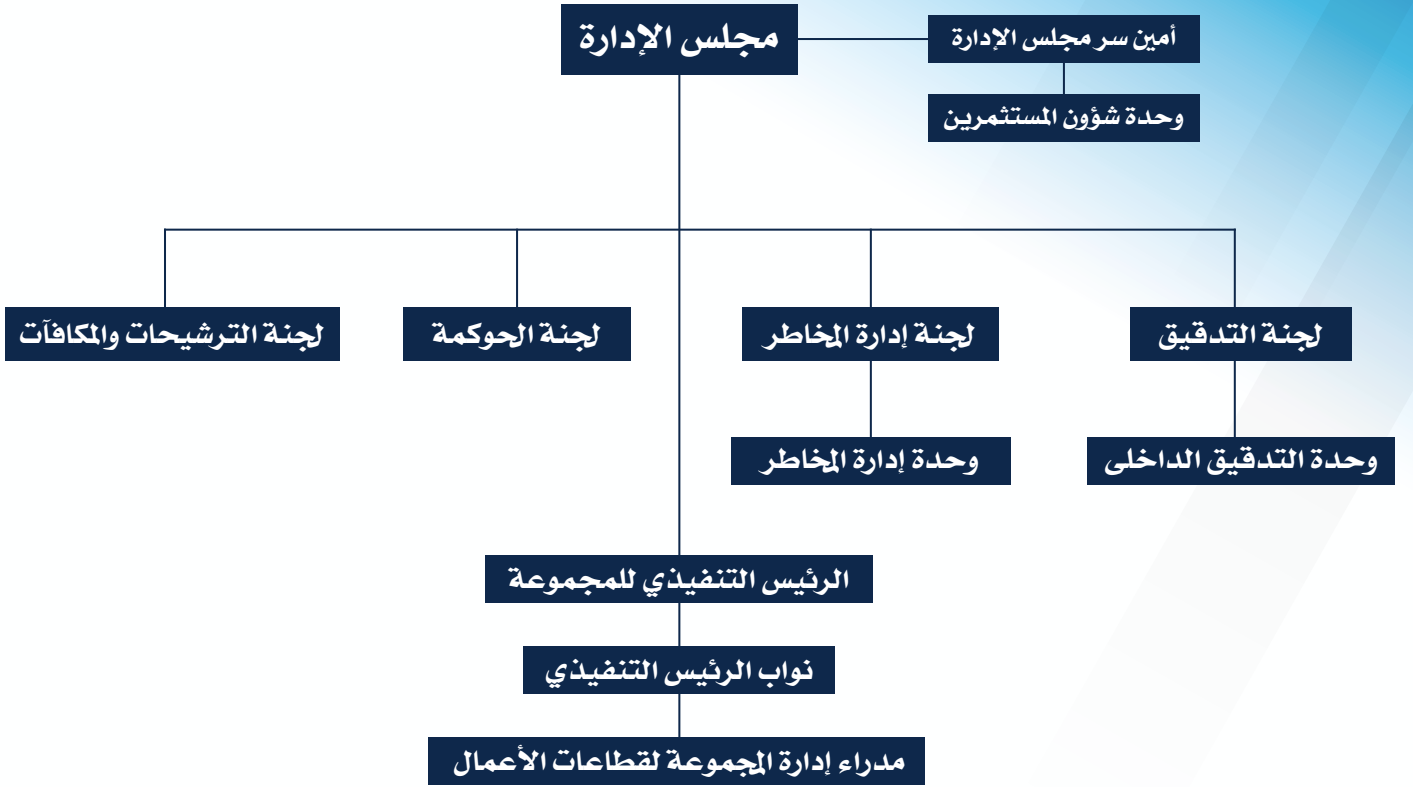 مجلس الإدارة
أمين سر مجلس الإدارة
وحدة شؤون المستثمرين
لجنة التدقيق
لجنة إدارة المخاطر
لجنة الحوكمة
لجنة الترشيحات والمكافآت
وحدة التدقيق الداخلى
وحدة إدارة المخاطر
الرئيس التنفيذي للمجموعة
نواب الرئيس التنفيذي
مدراء إدارة المجموعة لقطاعات الأعمال